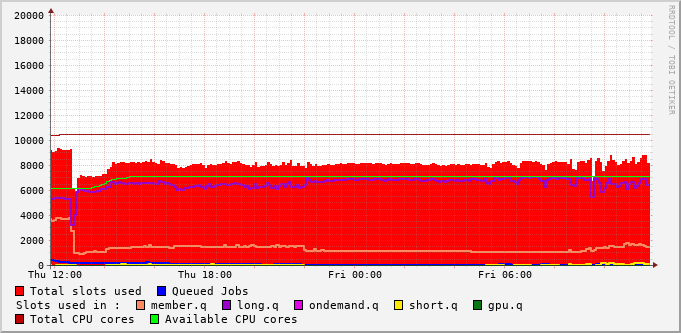 20000
18000
16000
14000
12000
10000
8000
6000
4000
2000
0
Thu 12:00 Thu 18:00 Fri 00:00 Fri 06:00
RRDTOOL / TOBI OETIKER
Total slots used Queued Jobs
Slots used in : member.q long.q ondemand.q short.q gpu.q
Total CPU cores Available CPU cores